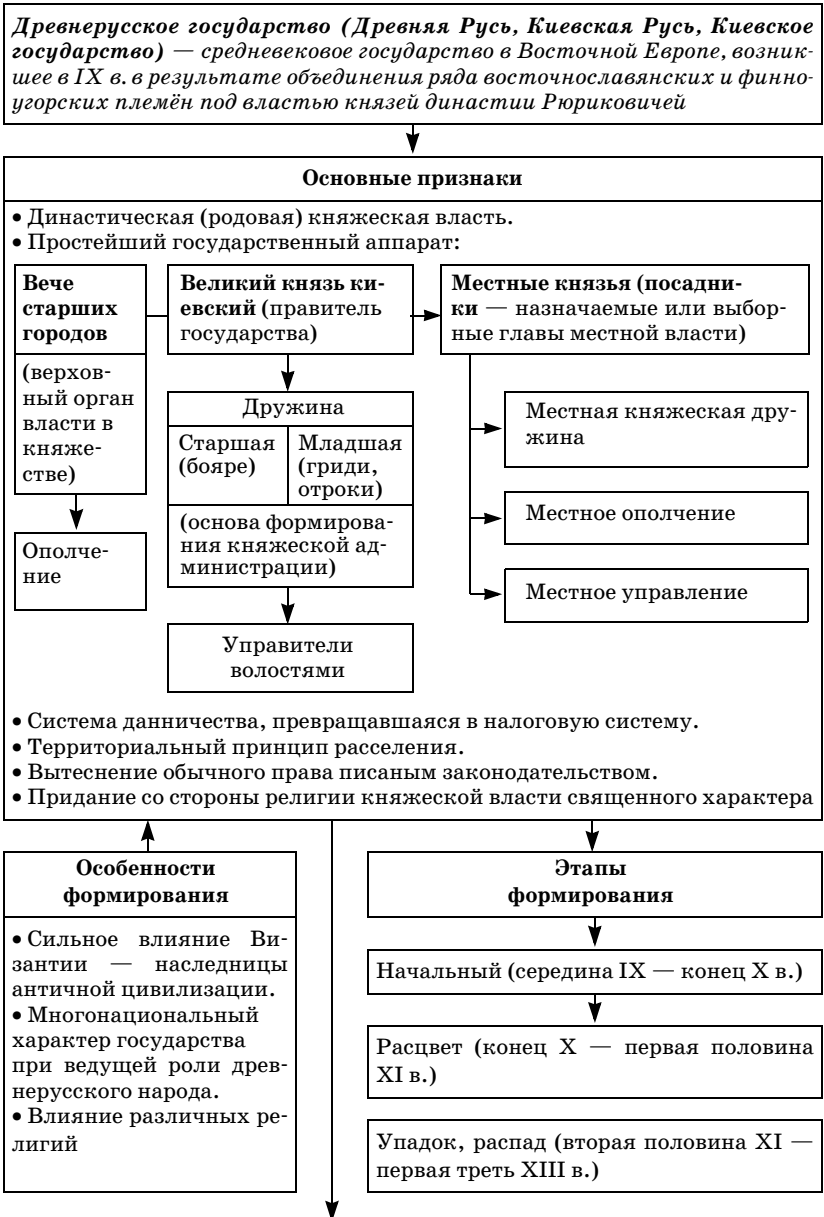 Древнерусское государство (Древняя Русь, Киевская Русь, Киевское
государство) — средневековое государство в Восточной Европе, возник-
шее в IX в. в результате объединения ряда восточнославянских и финно-
угорских племён под властью князей династии Рюриковичей
Основные признаки
• Династическая (родовая) княжеская власть.
• Простейший государственный аппарат:
Вече
старших
городов
(верхов-
ный орган
власти в
княже-
стве)
Ополче-
ние
Великий князь ки-
евский (правитель
государства)
Дружина
Старшая
(бояре)
Младшая
(гриди,
отроки)
(основа формирова-
ния княжеской ад-
министрации)
Управители
волостями
Местные князья (посадни-
ки — назначаемые или выбор-
ные главы местной власти)
Местная княжеская дру-
жина
Местное ополчение
Местное управление
• Система данничества, превращавшаяся в налоговую систему.
• Территориальный принцип расселения.
• Вытеснение обычного права писаным законодательством.
• Придание со стороны религии княжеской власти священного характера
Особенности
формирования
• Сильное влияние Ви-
зантии — наследницы
античной цивилизации.
• Многонациональный
характер государства
при ведущей роли древ-
нерусского народа.
• Влияние различных ре-
лигий
Этапы
формирования
Начальный (середина IX — конец X в.)
Расцвет (конец X — первая половина
XI в.)
Упадок, распад (вторая половина XI —
первая треть XIII в.)